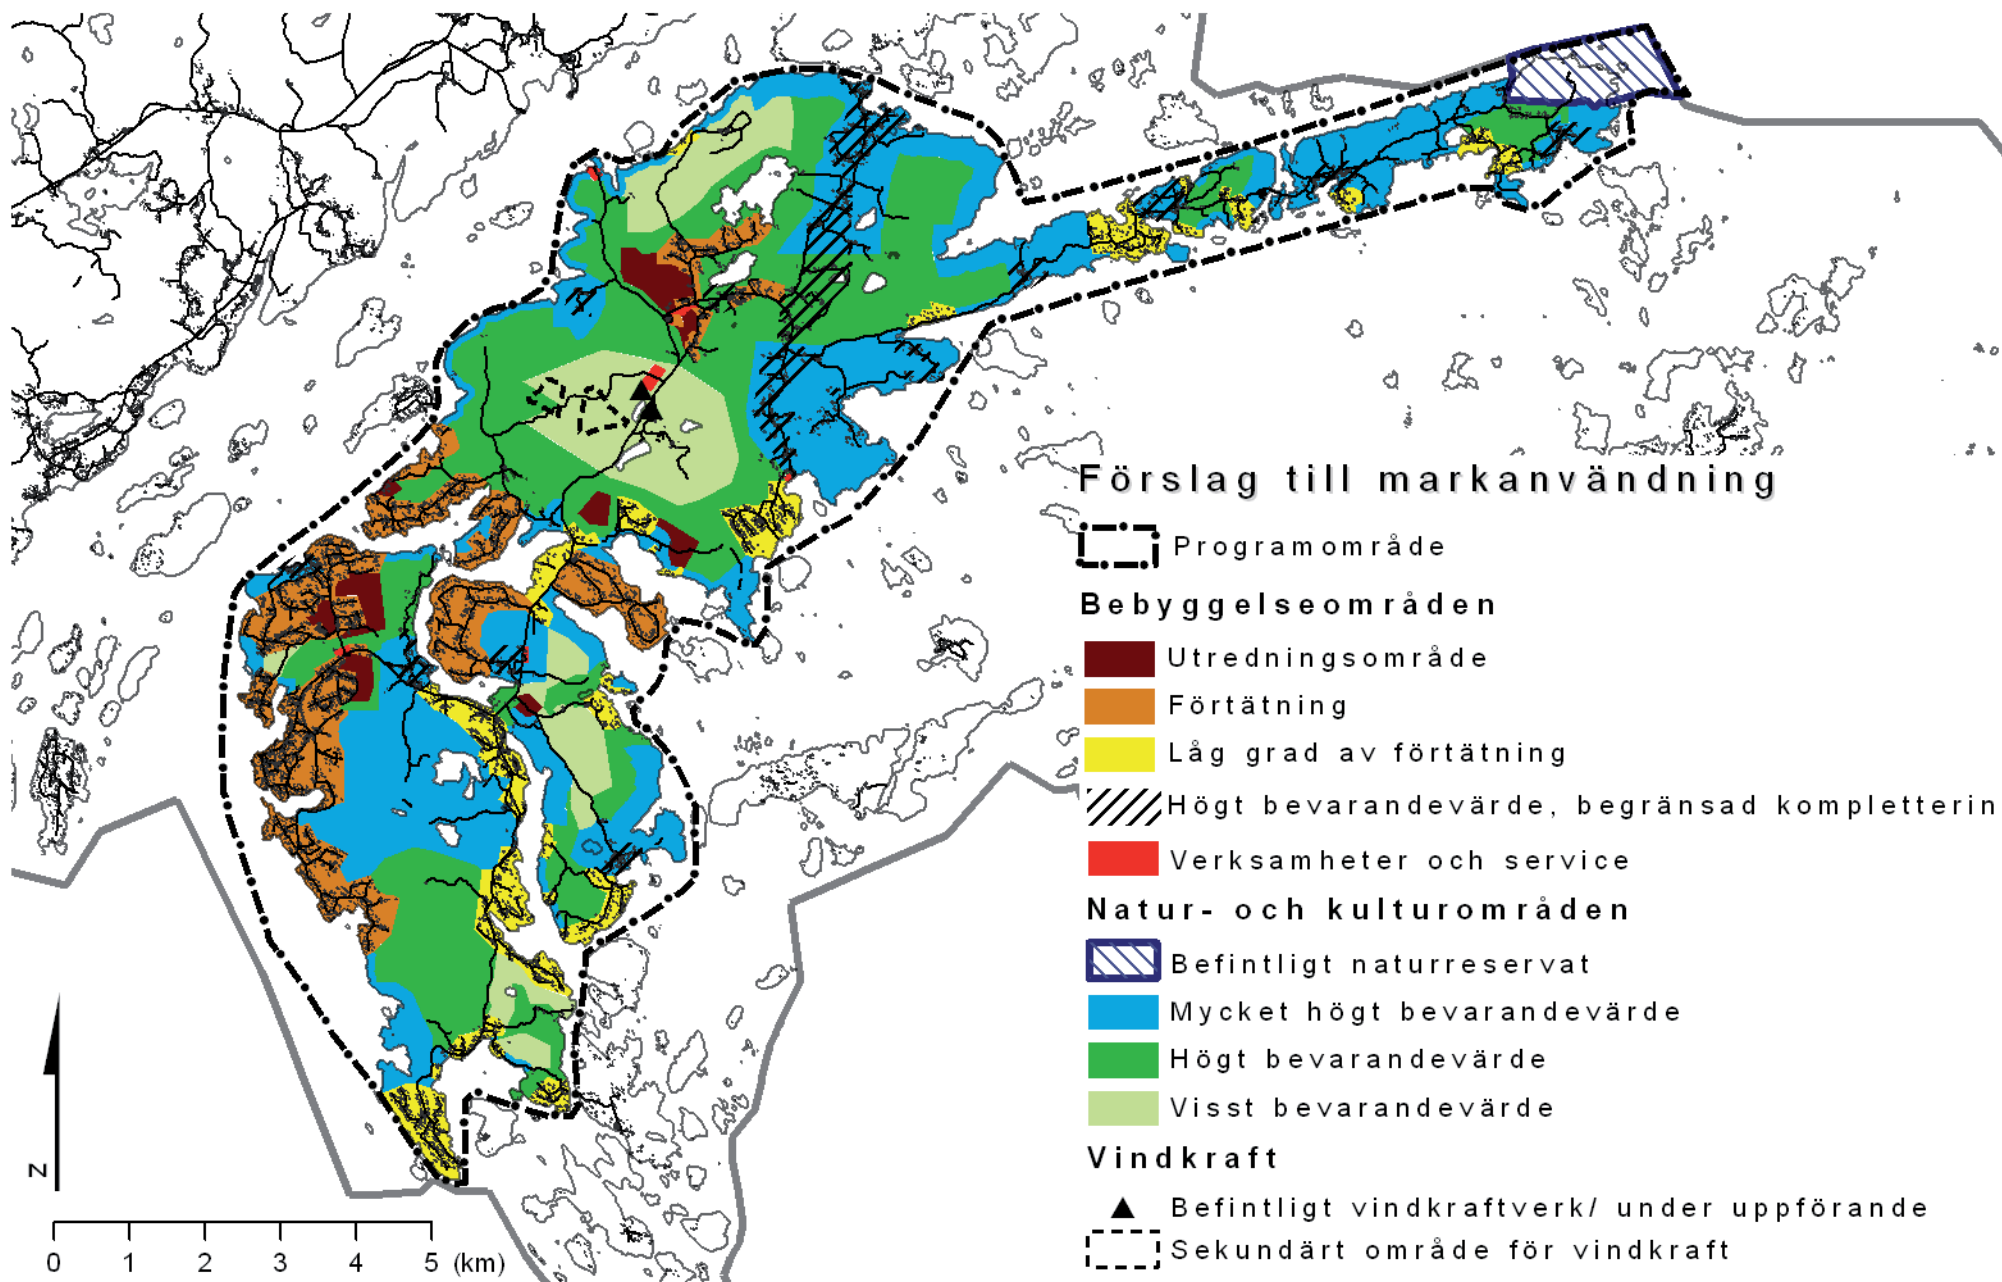 Förslag till markanvändning
Programområde
Bebyggelseområden
Utredningsområde
Förtätning
Låg grad av förtätning
Högt bevarandevärde, begränsad kompletterin
Verksamheter och service
Natur- och kulturområden
Befintligt naturreservat
Mycket högt bevarandevärde
Högt bevarandevärde
Visst bevarandevärde
Vindkraft
Befintligt vindkraftverk/ under uppförande
Sekundärt område för vindkraft
N
0 1 2 3 4 5 (km)